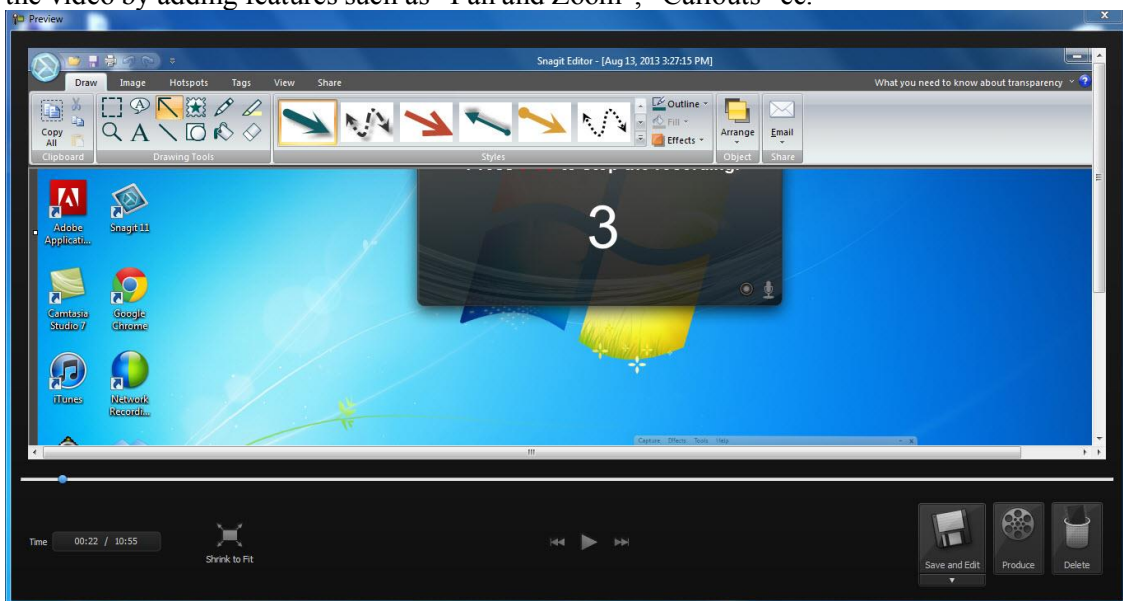 the video by adding features such as "Pan and Zoom", "Callouts" ec.
Preview
Snagit Editor - [Aug 13, 2013 3:27:15 PM]
Draw Image Hotspots Tags View Share What you need to know about transparency
Copy All
Outline
Fill
Effects
Arrange
Email
Clipboard Drawing Tools Styles Object Share
to stop the recording.
3
Adobe Applicati...
Snagit 11
Camtasia Studio 7
Google Chrome
iTunes
Network Recordi...
Capture Effects Tools Help
Time 00:22 / 10:55
Shrink to Fit
Save and Edit
Produce
Delete